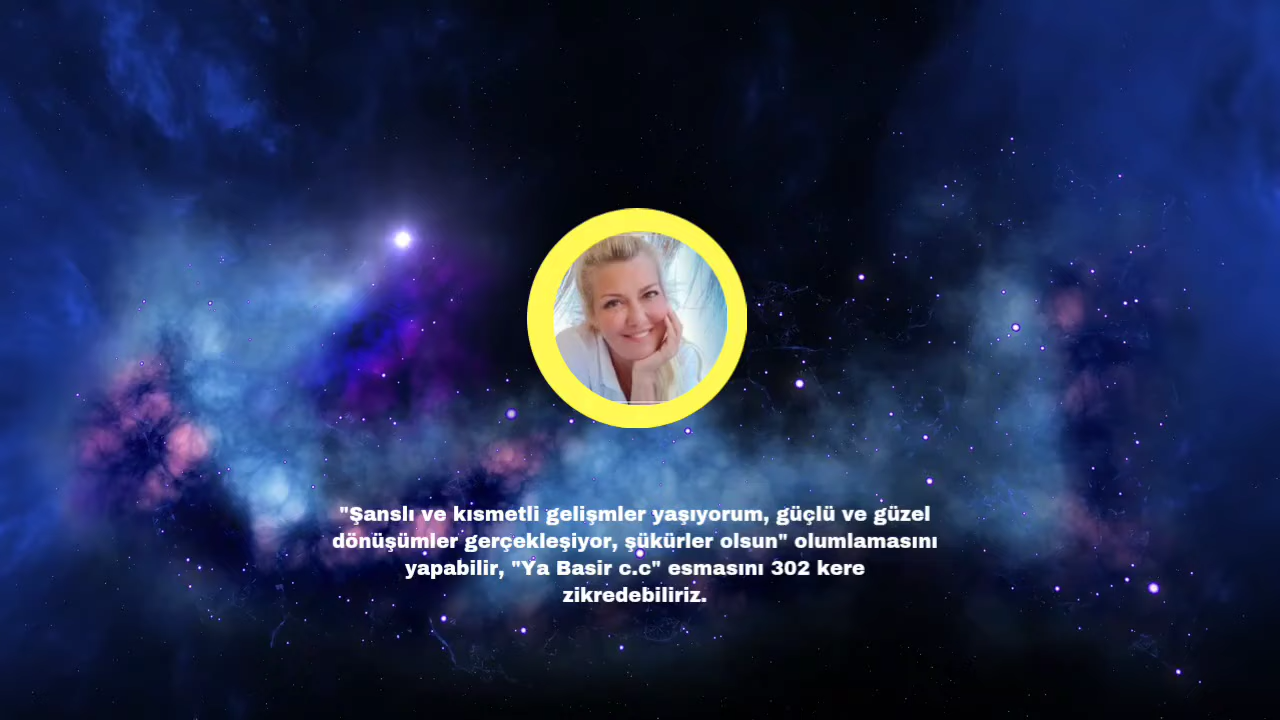 "Şanslı ve kısmetli gelişmler yaşıyorum, güçlü ve güzel
dönüşümler gerçekleşiyor, şükürler olsun" olumlamasını
yapabilir, "Ya Basir c.c" esmasını 302 kere
zikredebiliriz.